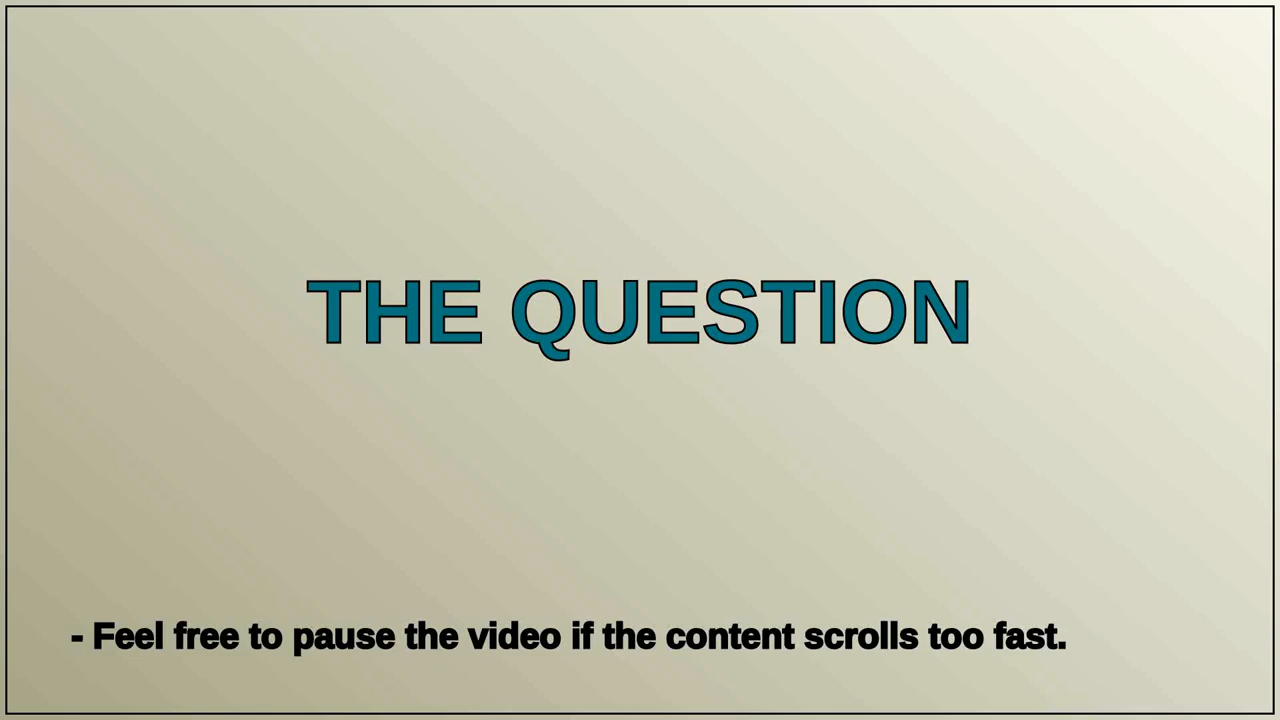 THE QUESTION
- Feel free to pause the video if the content scrolls too fast.